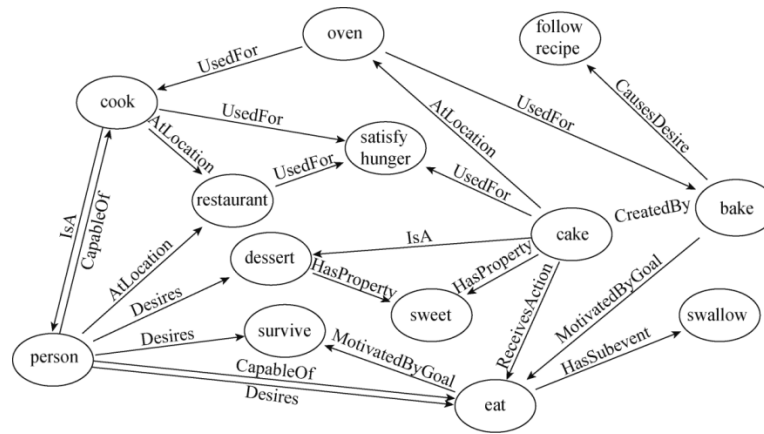 oven
follow
recipe
UsedFor
cook
UsedFor
AtLocation
UsedFor
CausesDesire
AtLocation
satisfy
hunger
UsedFor
UsedFor
restaurant
IsA
CapableOf
cake
CreatedBy
bake
IsA
dessert
HasProperty
HasProperty
AtLocation
Desires
sweet
ReceivesAction
MotivatedByGoal
survive
swallow
Desires
MotivatedByGoal
person
HasSubevent
CapableOf
Desires
eat